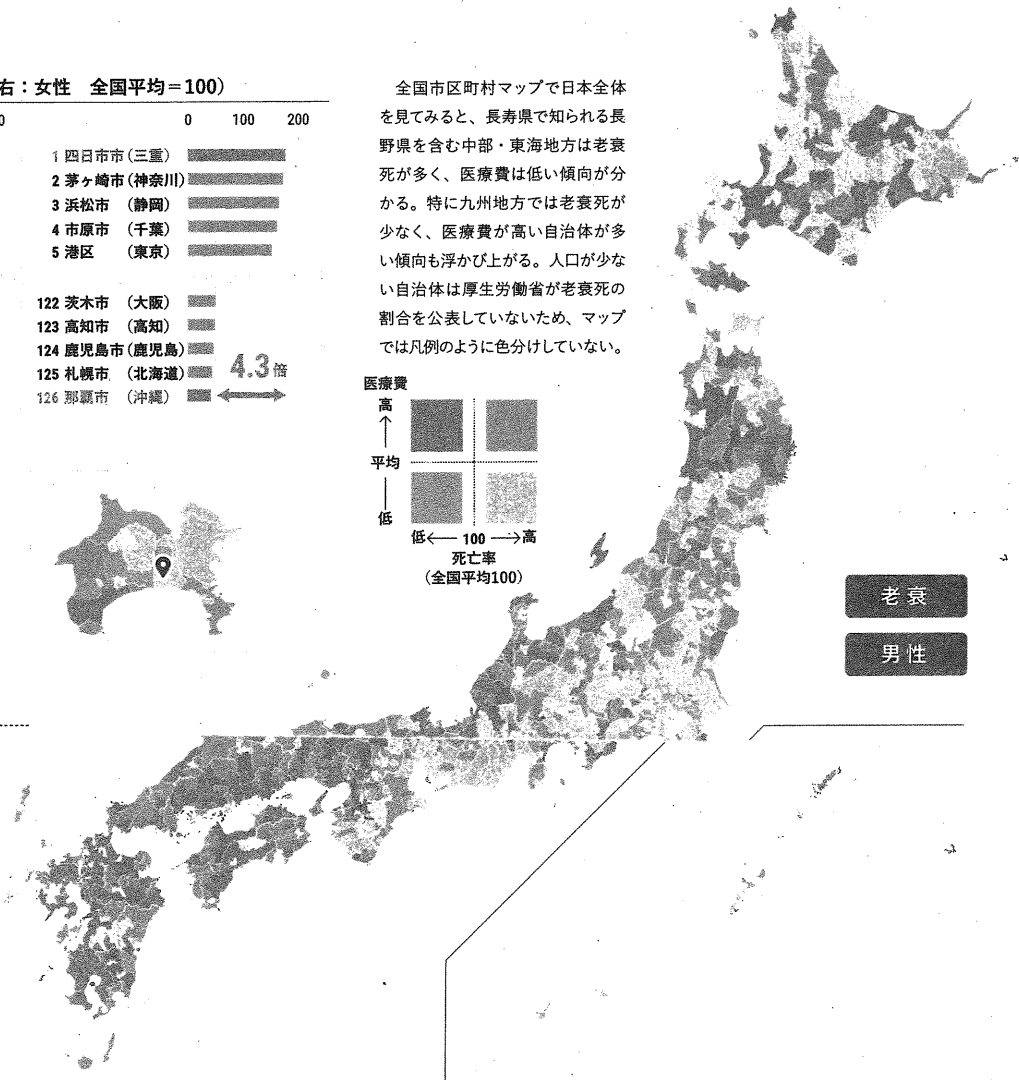 右：女性　全国平均＝100）
0
0 100 200
1 四日市市（三重）
2 茅ヶ崎市（神奈川）
3 浜松市　（静岡）
4 市原市　（千葉）
5 港区　　（東京）
122 茨木市　（大阪）
123 高知市　（高知）
124 鹿児島市（鹿児島）
125 札幌市　（北海道）
126 那覇市　（沖縄）
4.3倍
全国市区町村マップで日本全体
を見てみると、長寿県で知られる長
野県を含む中部・東海地方は老衰
死が多く、医療費は低い傾向が分
かる。特に九州地方では老衰死が
少なく、医療費が高い自治体が多
い傾向も浮かび上がる。人口が少な
い自治体は厚生労働省が老衰死の
割合を公表していないため、マップ
では凡例のように色分けしていない。
医療費
高
平均
低
低 100 高
死亡率
（全国平均100）
老衰
男性